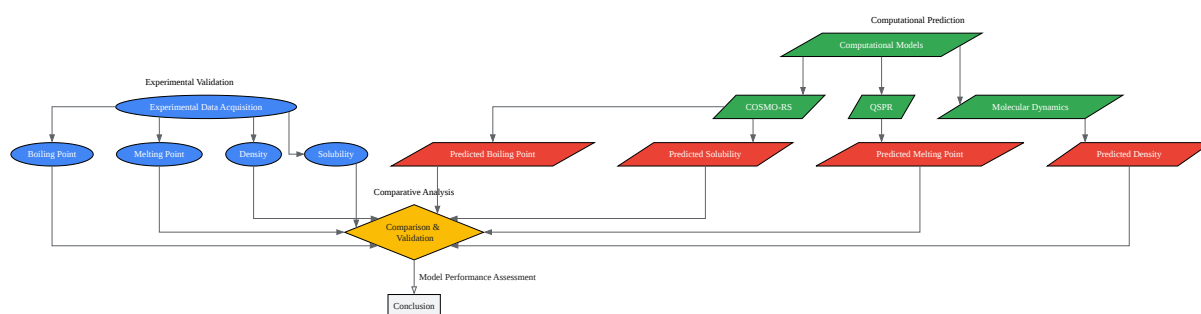 Computational Prediction
Computational Models
Experimental Validation
Experimental Data Acquisition
COSMO-RS
QSPR
Molecular Dynamics
Boiling Point
Melting Point
Density
Solubility
Predicted Boiling Point
Predicted Solubility
Predicted Melting Point
Predicted Density
Comparative Analysis
Comparison &
Validation
Model Performance Assessment
Conclusion